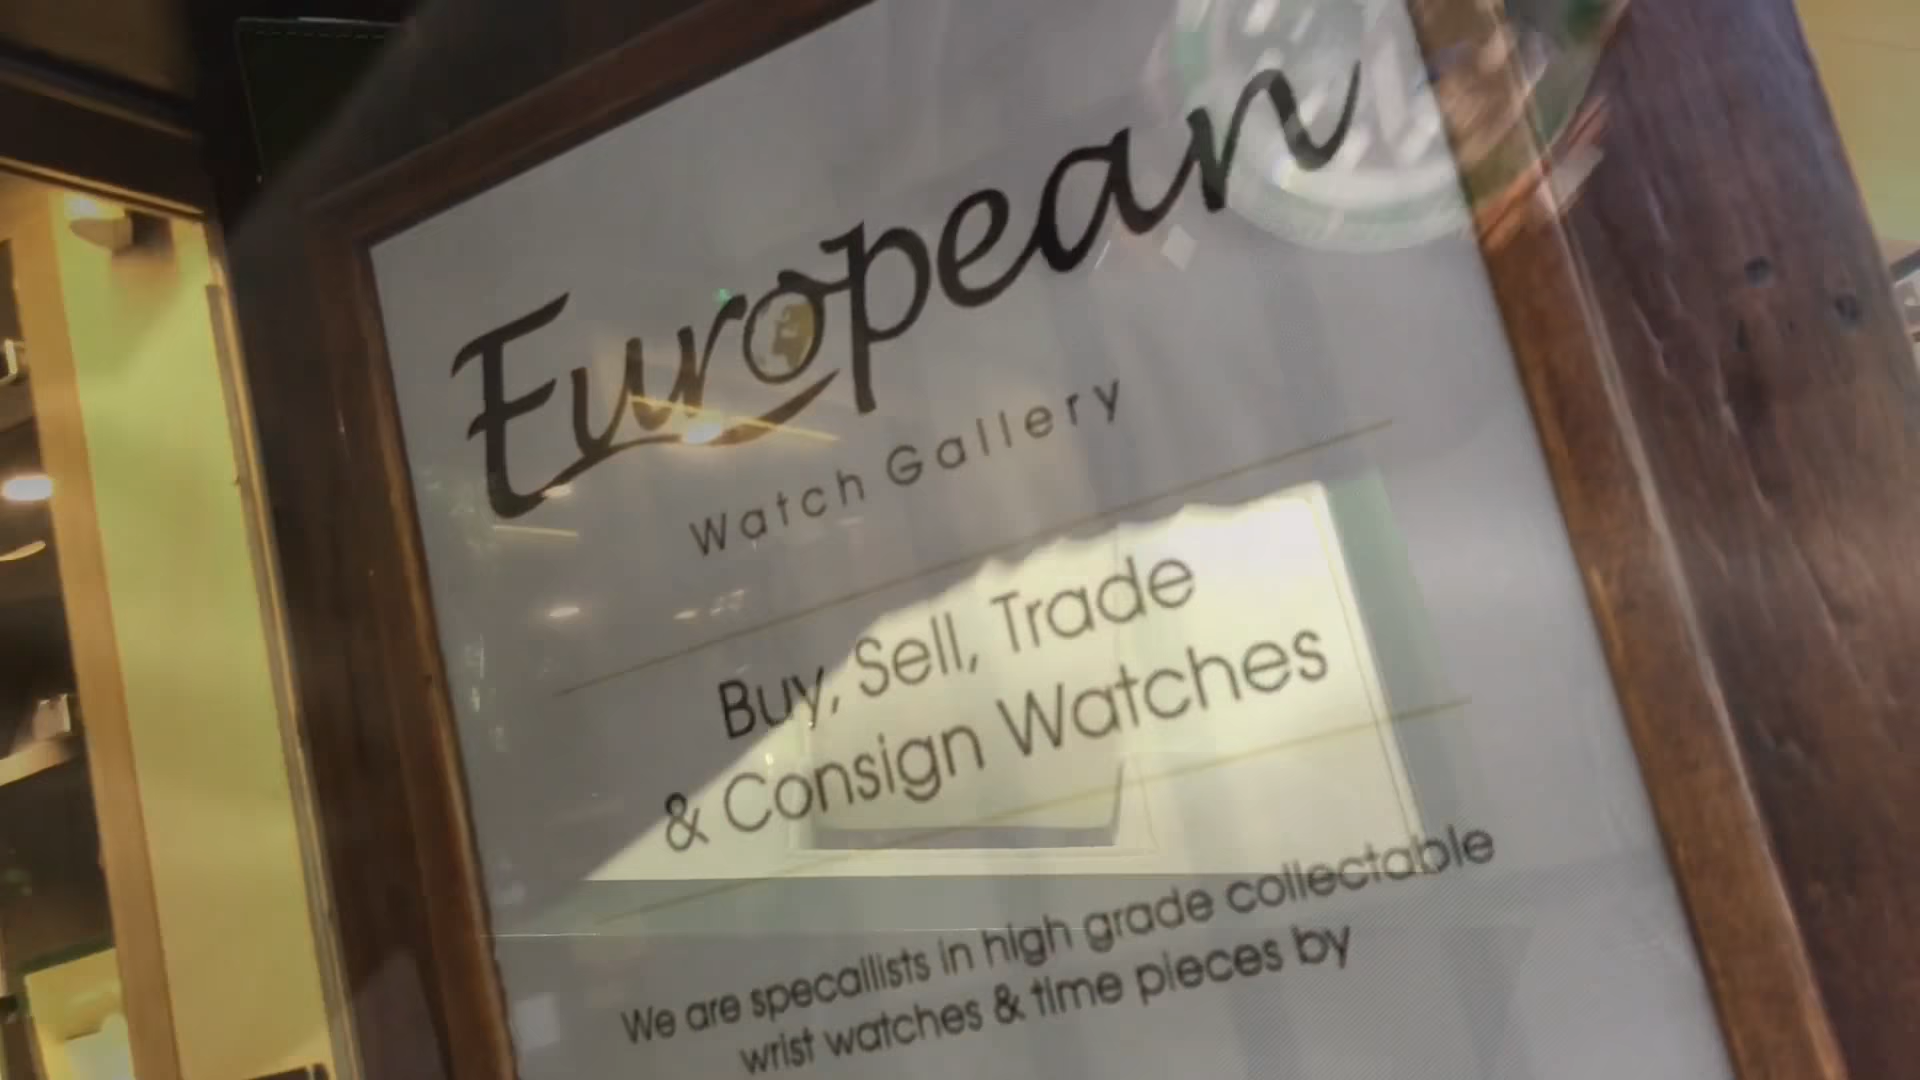 European
Watch Gallery
Buy, Sell, Trade
& Consign Watches
We are specallists in high grade collectable
wrist watches & time pieces by